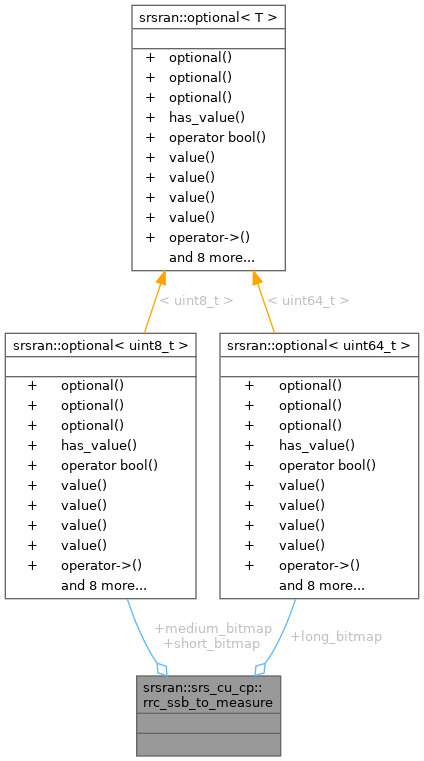 srsran::optional< T >
+ optional()
+ optional()
+ optional()
+ has_value()
+ operator bool()
+ value()
+ value()
+ value()
+ value()
+ operator->()
and 8 more...
< uint8_t >
< uint64_t >
srsran::optional< uint8_t >
+ optional()
+ optional()
+ optional()
+ has_value()
+ operator bool()
+ value()
+ value()
+ value()
+ value()
+ operator->()
and 8 more...
srsran::optional< uint64_t >
+ optional()
+ optional()
+ optional()
+ has_value()
+ operator bool()
+ value()
+ value()
+ value()
+ value()
+ operator->()
and 8 more...
+medium_bitmap
+short_bitmap
+long_bitmap
srsran::srs_cu_cp::
rrc_ssb_to_measure